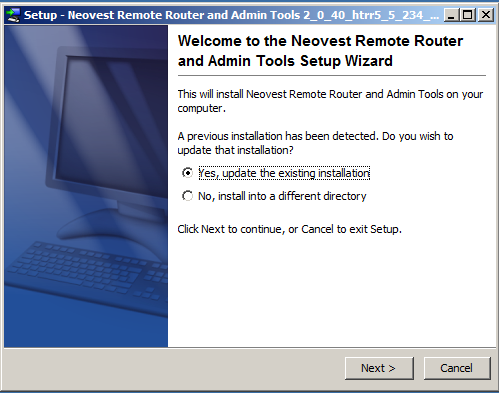 Setup - Neovest Remote Router and Admin Tools 2_0_40_htrr5_5_234_...
Welcome to the Neovest Remote Router
and Admin Tools Setup Wizard
This will install Neovest Remote Router and Admin Tools on your
computer.
A previous installation has been detected. Do you wish to
update that installation?
Yes, update the existing installation
No, install into a different directory
Click Next to continue, or Cancel to exit Setup.
Next >
Cancel